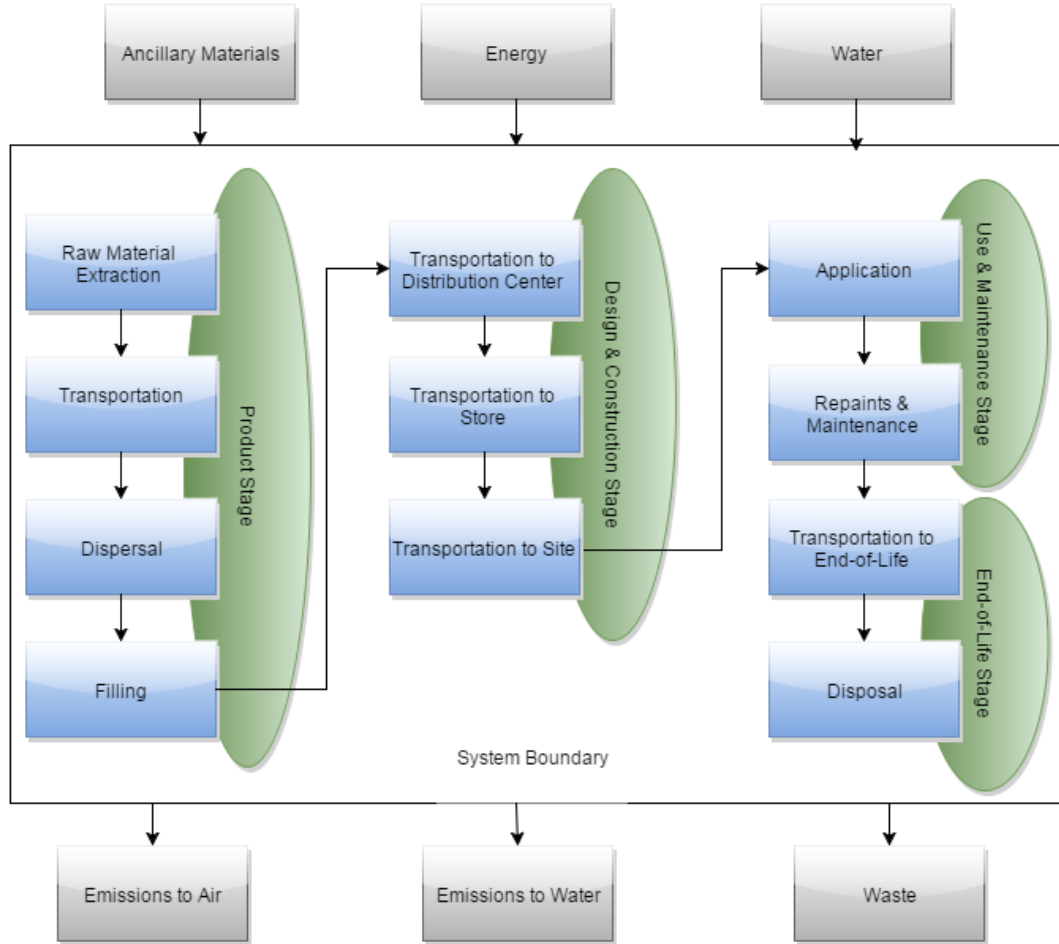 Ancillary Materials
Energy
Water
Raw Material
Extraction
Transportation
Dispersal
Filling
Product Stage
Transportation to
Distribution Center
Transportation to
Store
Transportation to Site
Design & Construction Stage
Application
Repaints &
Maintenance
Use & Maintenance Stage
Transportation to
End-of-Life
Disposal
End-of-Life Stage
System Boundary
Emissions to Air
Emissions to Water
Waste